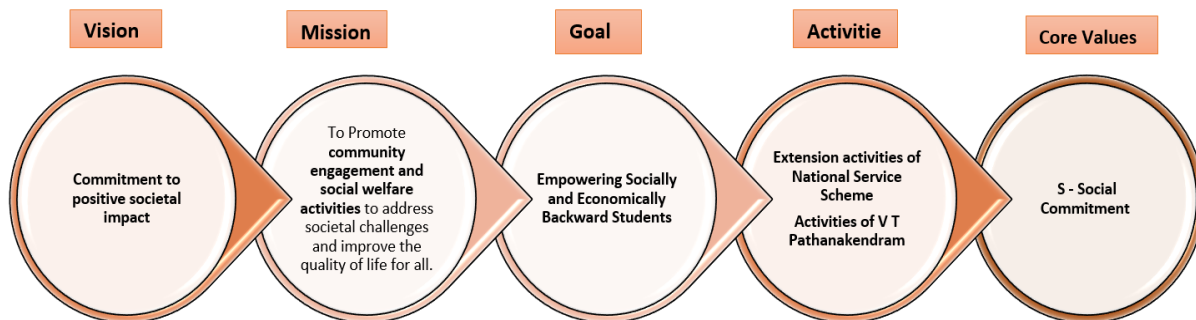 Vision
Mission
Goal
Activitie
Core Values
Commitment to
positive societal
impact
To Promote
community
engagement and
social welfare
activities to address
societal challenges
and improve the
quality of life for all.
Empowering Socially
and Economically
Backward Students
Extension activities of
National Service
Scheme
Activities of V T
Pathanakendram
S - Social
Commitment